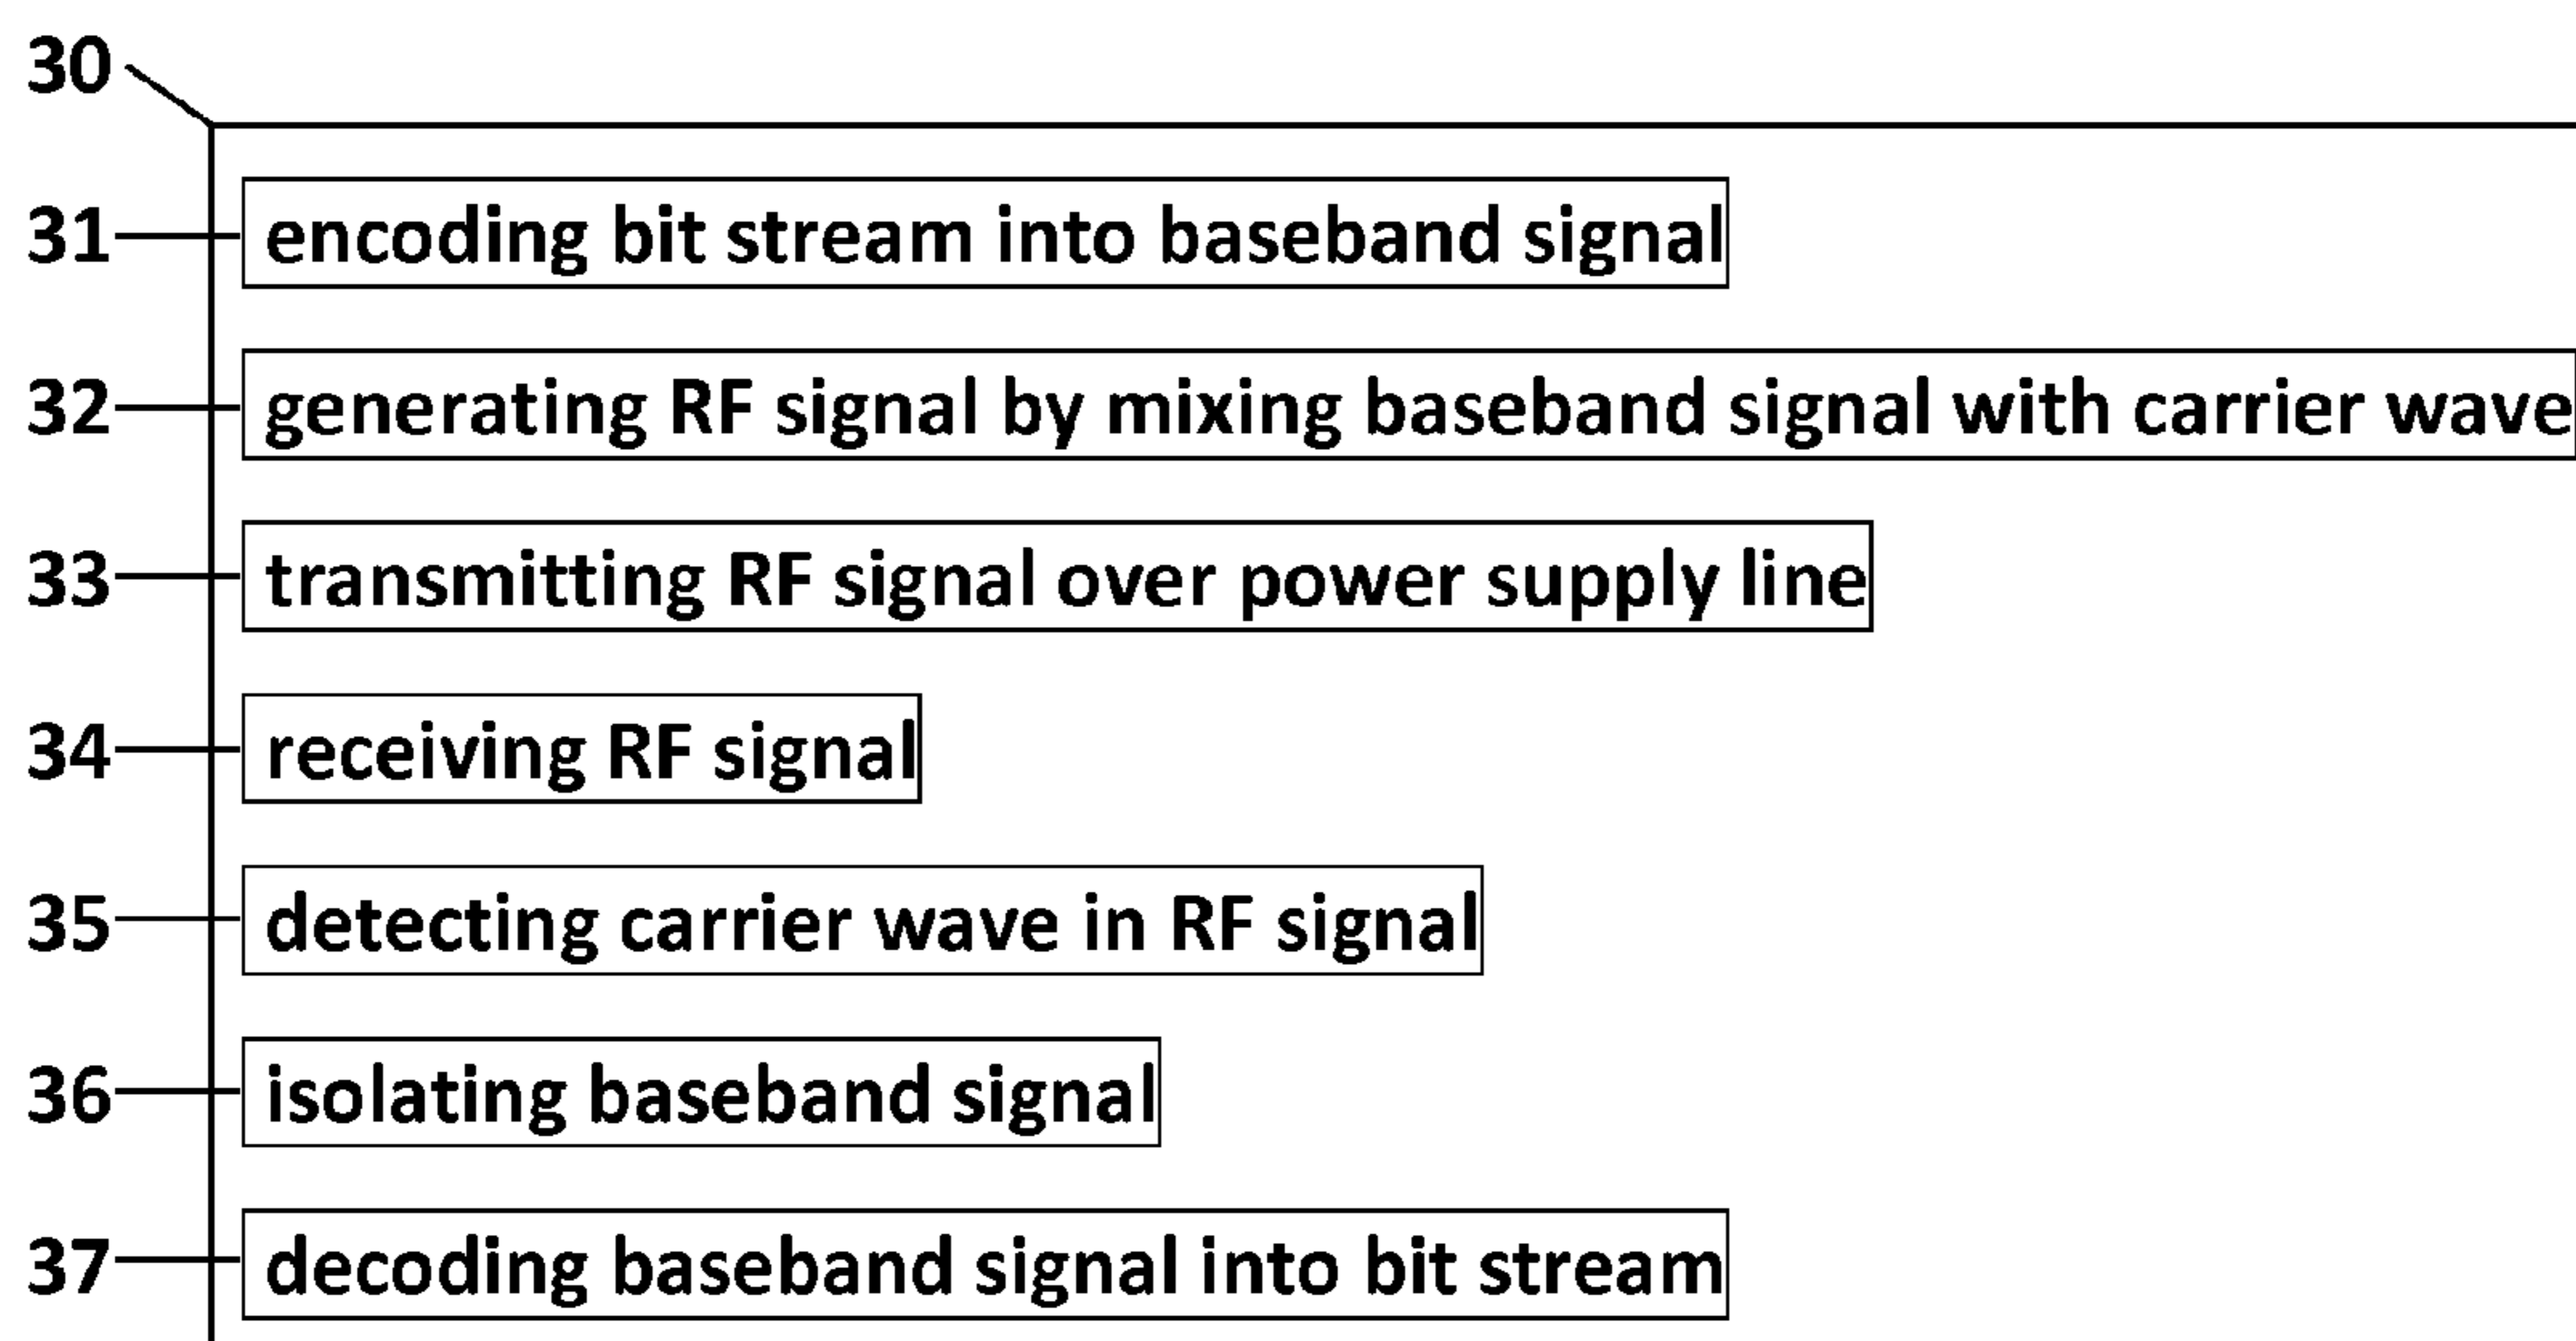 30
31 encoding bit stream into baseband signal
32 generating RF signal by mixing baseband signal with carrier wave
33 transmitting RF signal over power supply line
34 receiving RF signal
35 detecting carrier wave in RF signal
36 isolating baseband signal
37 decoding baseband signal into bit stream